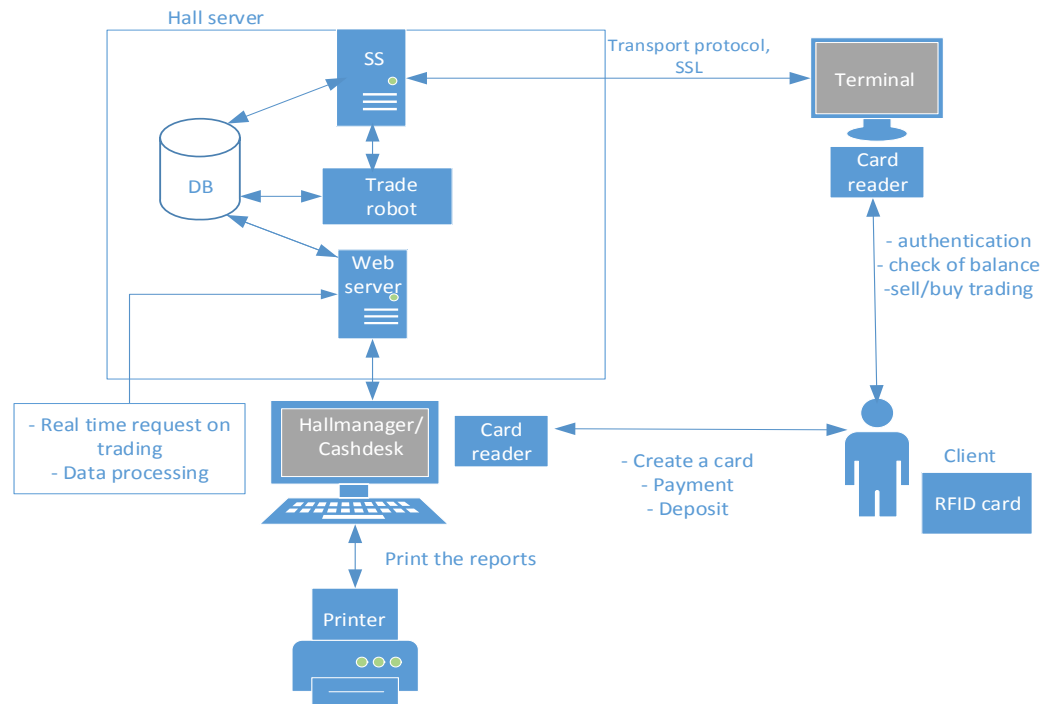 Hall server
SS
Transport protocol,
SSL
Terminal
Card
reader
DB
Trade
robot
- authentication
- check of balance
-sell/buy trading
Web
server
- Real time request on
trading
- Data processing
Hallmanager/
Cashdesk
Card
reader
- Create a card
- Payment
- Deposit
Client
RFID card
Print the reports
Printer